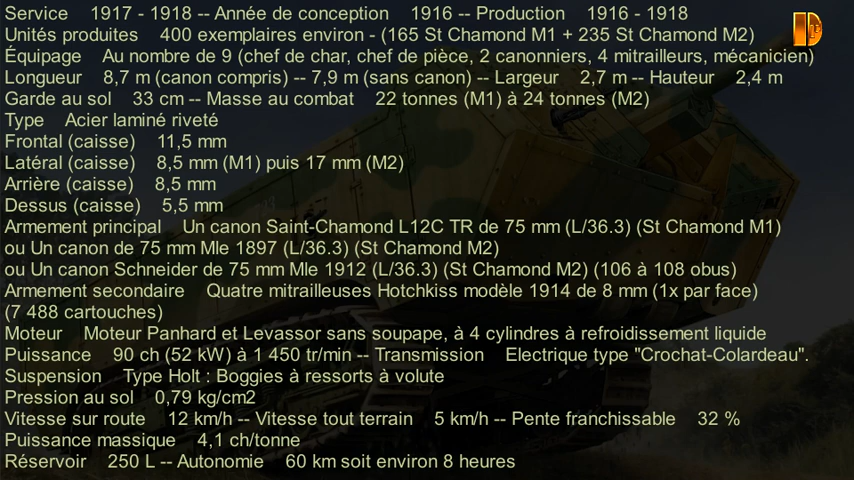 Service 1917 - 1918 -- Année de conception 1916 -- Production 1916 - 1918
Unités produites 400 exemplaires environ - (165 St Chamond M1 + 235 St Chamond M2)
Équipage Au nombre de 9 (chef de char, chef de pièce, 2 canonniers, 4 mitrailleurs, mécanicien)
Longueur 8,7 m (canon compris) -- 7,9 m (sans canon) -- Largeur 2,7 m -- Hauteur 2,4 m
Garde au sol 33 cm -- Masse au combat 22 tonnes (M1) à 24 tonnes (M2)
Type Acier laminé riveté
Frontal (caisse) 11,5 mm
Latéral (caisse) 8,5 mm (M1) puis 17 mm (M2)
Arrière (caisse) 8,5 mm
Dessus (caisse) 5,5 mm
Armement principal Un canon Saint-Chamond L12C TR de 75 mm (L/36.3) (St Chamond M1)
ou Un canon de 75 mm Mle 1897 (L/36.3) (St Chamond M2)
ou Un canon Schneider de 75 mm Mle 1912 (L/36.3) (St Chamond M2) (106 à 108 obus)
Armement secondaire Quatre mitrailleuses Hotchkiss modèle 1914 de 8 mm (1x par face)
(7 488 cartouches)
Moteur Moteur Panhard et Levassor sans soupape, à 4 cylindres à refroidissement liquide
Puissance 90 ch (52 kW) à 1 450 tr/min -- Transmission Electrique type "Crochat-Colardeau".
Suspension Type Holt : Boggies à ressorts à volute
Pression au sol 0,79 kg/cm2
Vitesse sur route 12 km/h -- Vitesse tout terrain 5 km/h -- Pente franchissable 32 %
Puissance massique 4,1 ch/tonne
Réservoir 250 L -- Autonomie 60 km soit environ 8 heures